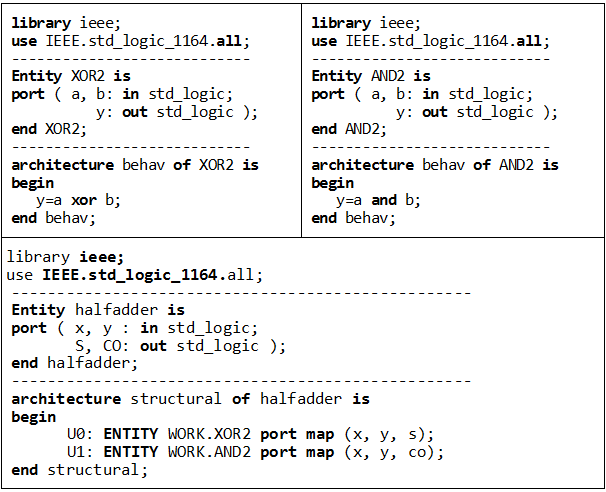 library ieee;
use IEEE.std_logic_1164.all;
---------------------------
Entity XOR2 is
port ( a, b: in std_logic;
y: out std_logic );
end XOR2;
---------------------------
architecture behav of XOR2 is
begin
y=a xor b;
end behav;
library ieee;
use IEEE.std_logic_1164.all;
---------------------------
Entity AND2 is
port ( a, b: in std_logic;
y: out std_logic );
end AND2;
---------------------------
architecture behav of AND2 is
begin
y=a and b;
end behav;
library ieee;
use IEEE.std_logic_1164.all;
----------------------------------------------------
Entity halfadder is
port ( x, y : in std_logic;
S, CO: out std_logic );
end halfadder;
----------------------------------------------------
architecture structural of halfadder is
begin
U0: ENTITY WORK.XOR2 port map (x, y, s);
U1: ENTITY WORK.AND2 port map (x, y, co);
end structural;